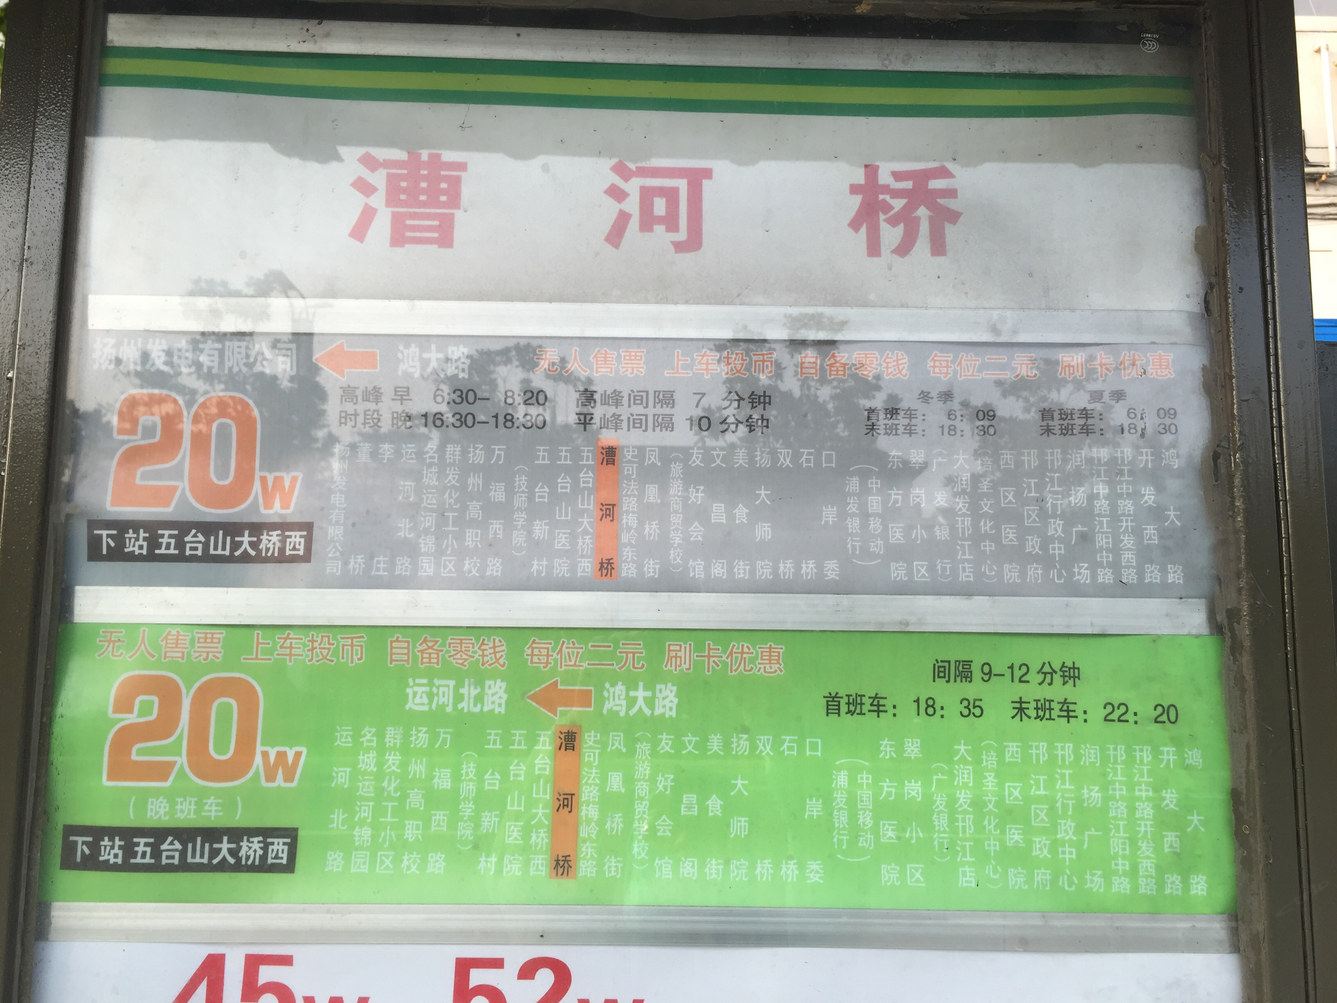 漕河桥
扬州发电有限公司 鸿大路 无人售票 上车投币 自备零钱 每位二元 刷卡优惠
20w
高峰 早 6:30- 8:20 高峰间隔 7 分钟
时段 晚 16:30-18:30 平峰间隔 10 分钟
冬季
首班车: 6: 09
末班车: 18: 30
夏季
首班车: 6: 09
末班车: 18: 30
下站五台山大桥西
扬州发电有限公司
董桥
李庄
运河北路
名城运河锦园
群发化工小区
扬州高职校
万福西路
(技师学院)
五台新村
五台山医院
五台山大桥西
漕河桥
史可法路梅岭东路
凤凰桥街
(旅游商贸学校)
友好会馆
文昌阁
美食街
扬大师院
双桥
石桥
口岸委
(浦发银行)
(中国移动)
东方医院
翠岗小区
(广发银行)
大润发邗江店
(培圣文化中心)
西区医院
邗江区政府
邗江行政中心
润扬广场
邗江中路江阳中路
邗江中路开发西路
开发西路
鸿大路
无人售票 上车投币 自备零钱 每位二元 刷卡优惠
20w
(晚班车)
运河北路 鸿大路
间隔 9-12 分钟
首班车: 18: 35 末班车: 22: 20
下站五台山大桥西
运河北路
名城运河锦园
群发化工小区
扬州高职校
万福西路
(技师学院)
五台新村
五台山医院
五台山大桥西
漕河桥
史可法路梅岭东路
凤凰桥街
(旅游商贸学校)
友好会馆
文昌阁
美食街
扬大师院
双桥
石桥
口岸委
(浦发银行)
(中国移动)
东方医院
翠岗小区
(广发银行)
大润发邗江店
(培圣文化中心)
西区医院
邗江区政府
邗江行政中心
润扬广场
邗江中路江阳中路
邗江中路开发西路
开发西路
鸿大路
45w 52w